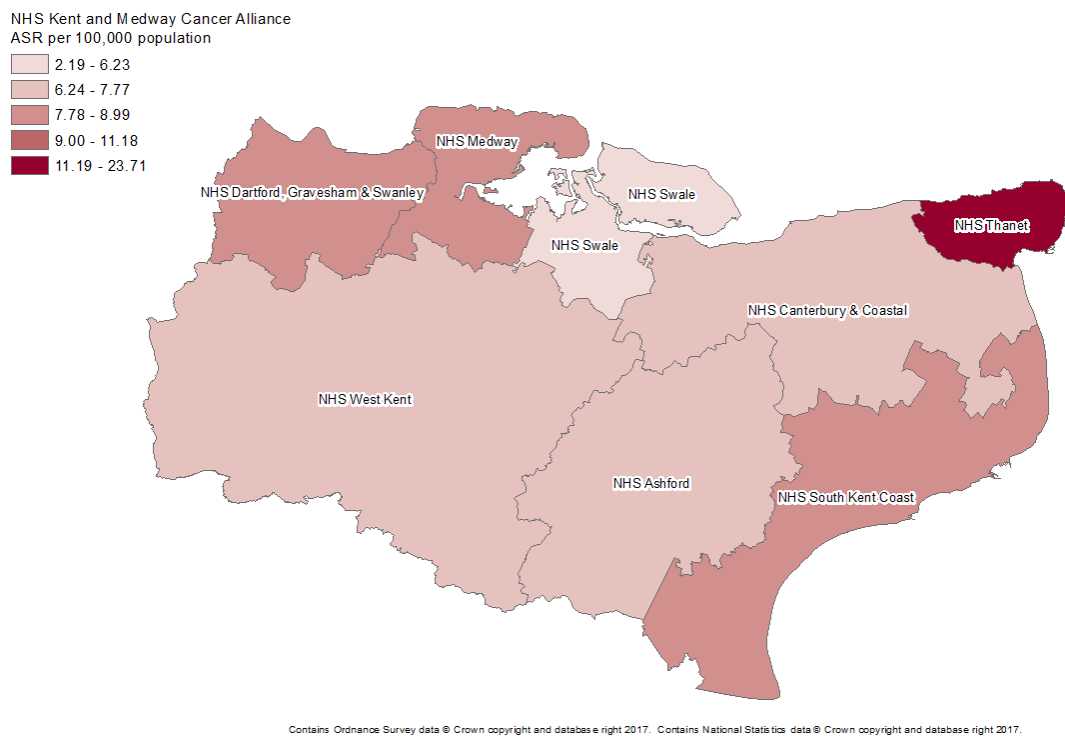 NHS Kent and Medway Cancer Alliance
ASR per 100,000 population
2.19 - 6.23
6.24 - 7.77
7.78 - 8.99
9.00 - 11.18
11.19 - 23.71
NHS Medway
NHS Dartford, Gravesham & Swanley
NHS Swale
NHS Thanet
NHS Swale
NHS Canterbury & Coastal
NHS West Kent
NHS Ashford
NHS South Kent Coast
Contains Ordnance Survey data © Crown copyright and database right 2017. Contains National Statistics data © Crown copyright and database right 2017.